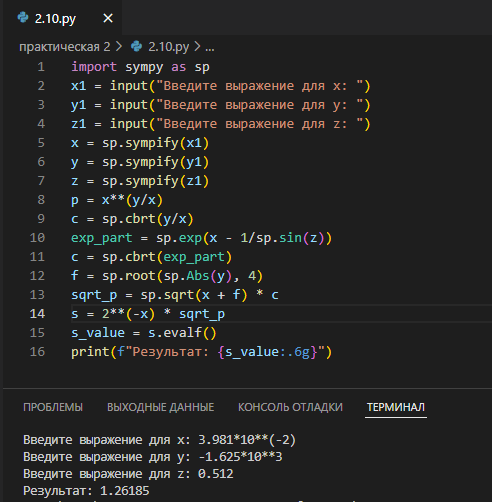 2.10.py
практическая 2 > 2.10.py > ...
1 import sympy as sp
2 x1 = input("Введите выражение для x: ")
3 y1 = input("Введите выражение для y: ")
4 z1 = input("Введите выражение для z: ")
5 x = sp.sympify(x1)
6 y = sp.sympify(y1)
7 z = sp.sympify(z1)
8 p = x**(y/x)
9 c = sp.cbrt(y/x)
10 exp_part = sp.exp(x - 1/sp.sin(z))
11 c = sp.cbrt(exp_part)
12 f = sp.root(sp.Abs(y), 4)
13 sqrt_p = sp.sqrt(x + f) * c
14 s = 2**(-x) * sqrt_p
15 s_value = s.evalf()
16 print(f"Результат: {s_value:.6g}")
ПРОБЛЕМЫ ВЫХОДНЫЕ ДАННЫЕ КОНСОЛЬ ОТЛАДКИ ТЕРМИНАЛ
Введите выражение для x: 3.981*10**(-2)
Введите выражение для y: -1.625*10**3
Введите выражение для z: 0.512
Результат: 1.26185